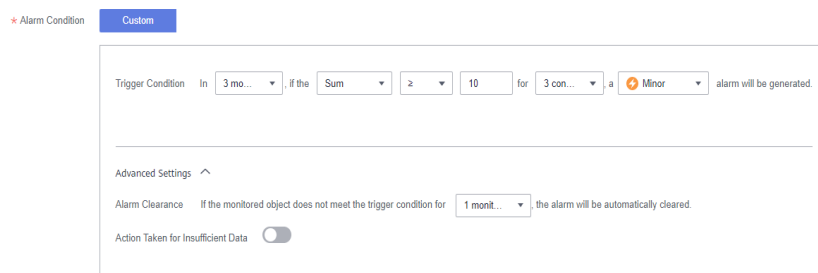 * Alarm Condition Custom
Trigger Condition In 3 mo... , if the Sum ≥ 10 for 3 con... , a Minor alarm will be generated.
Advanced Settings
Alarm Clearance If the monitored object does not meet the trigger condition for 1 monit... , the alarm will be automatically cleared.
Action Taken for Insufficient Data